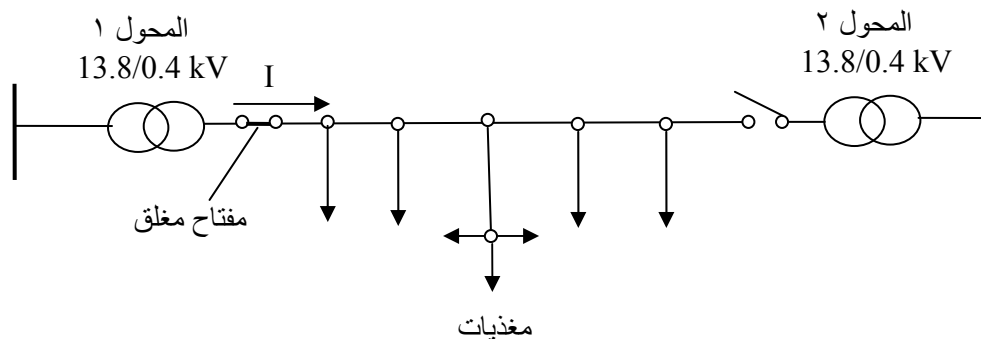 المحول ١
13.8/0.4 kV
I
المحول ٢
13.8/0.4 kV
مفتاح مغلق
مغذيات